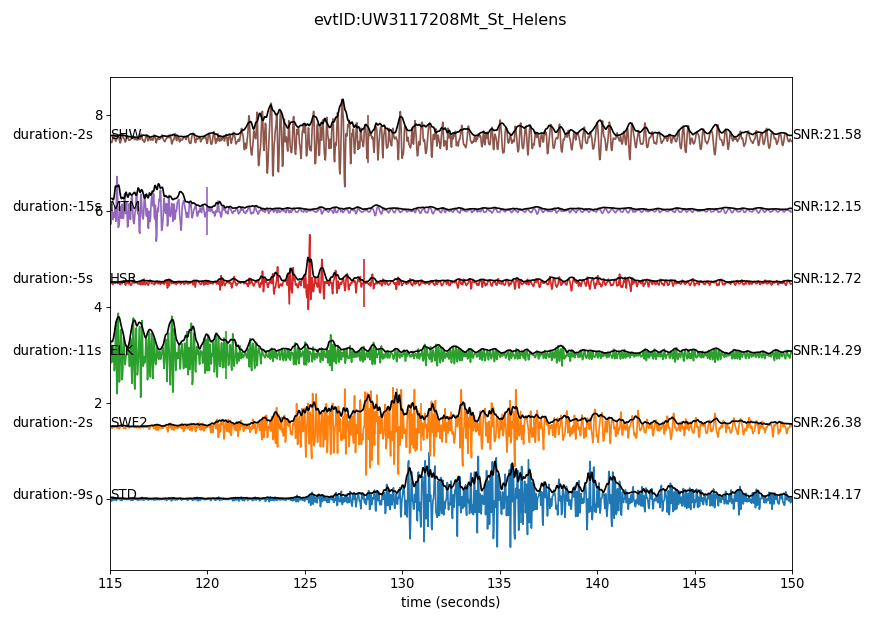 evtID:UW3117208Mt_St_Helens
8
duration:-2s SHW SNR:21.58
duration:-15s MTM SNR:12.15
6
duration:-5s HSR SNR:12.72
4
duration:-11s ELK SNR:14.29
2
duration:-2s SWF2 SNR:26.38
duration:-9s STD SNR:14.17
0
115 120 125 130 135 140 145 150
time (seconds)